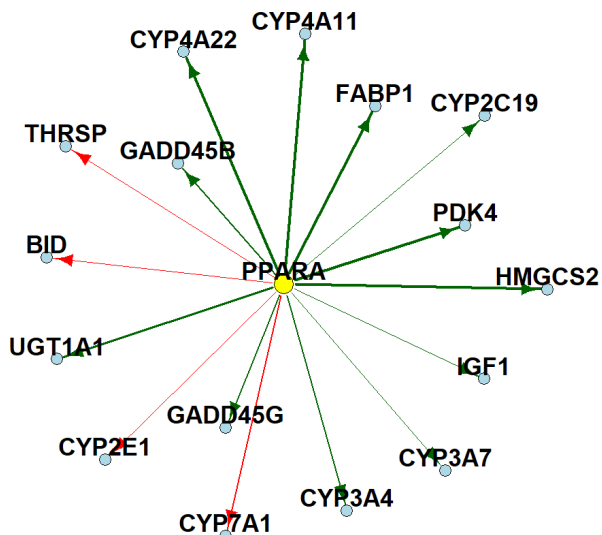 CYP4A11
CYP4A22
FABP1
CYP2C19
THRSP
GADD45B
PDK4
BID
PPARA
HMGCS2
UGT1A1
IGF1
GADD45G
CYP2E1
CYP3A7
CYP3A4
CYP7A1